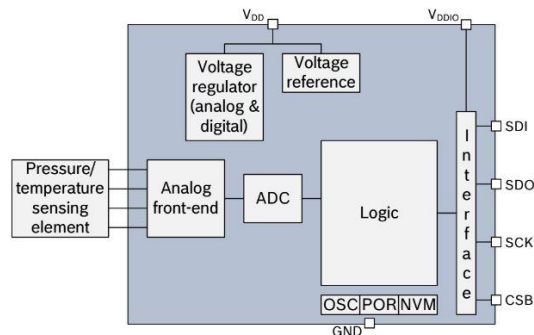 VDD
VDDIO
Voltage
regulator
(analog &
digital)
Voltage
reference
Pressure/
temperature
sensing
element
Analog
front-end
ADC
Logic
Interface
SDI
SDO
SCK
CSB
OSC POR NVM
GND